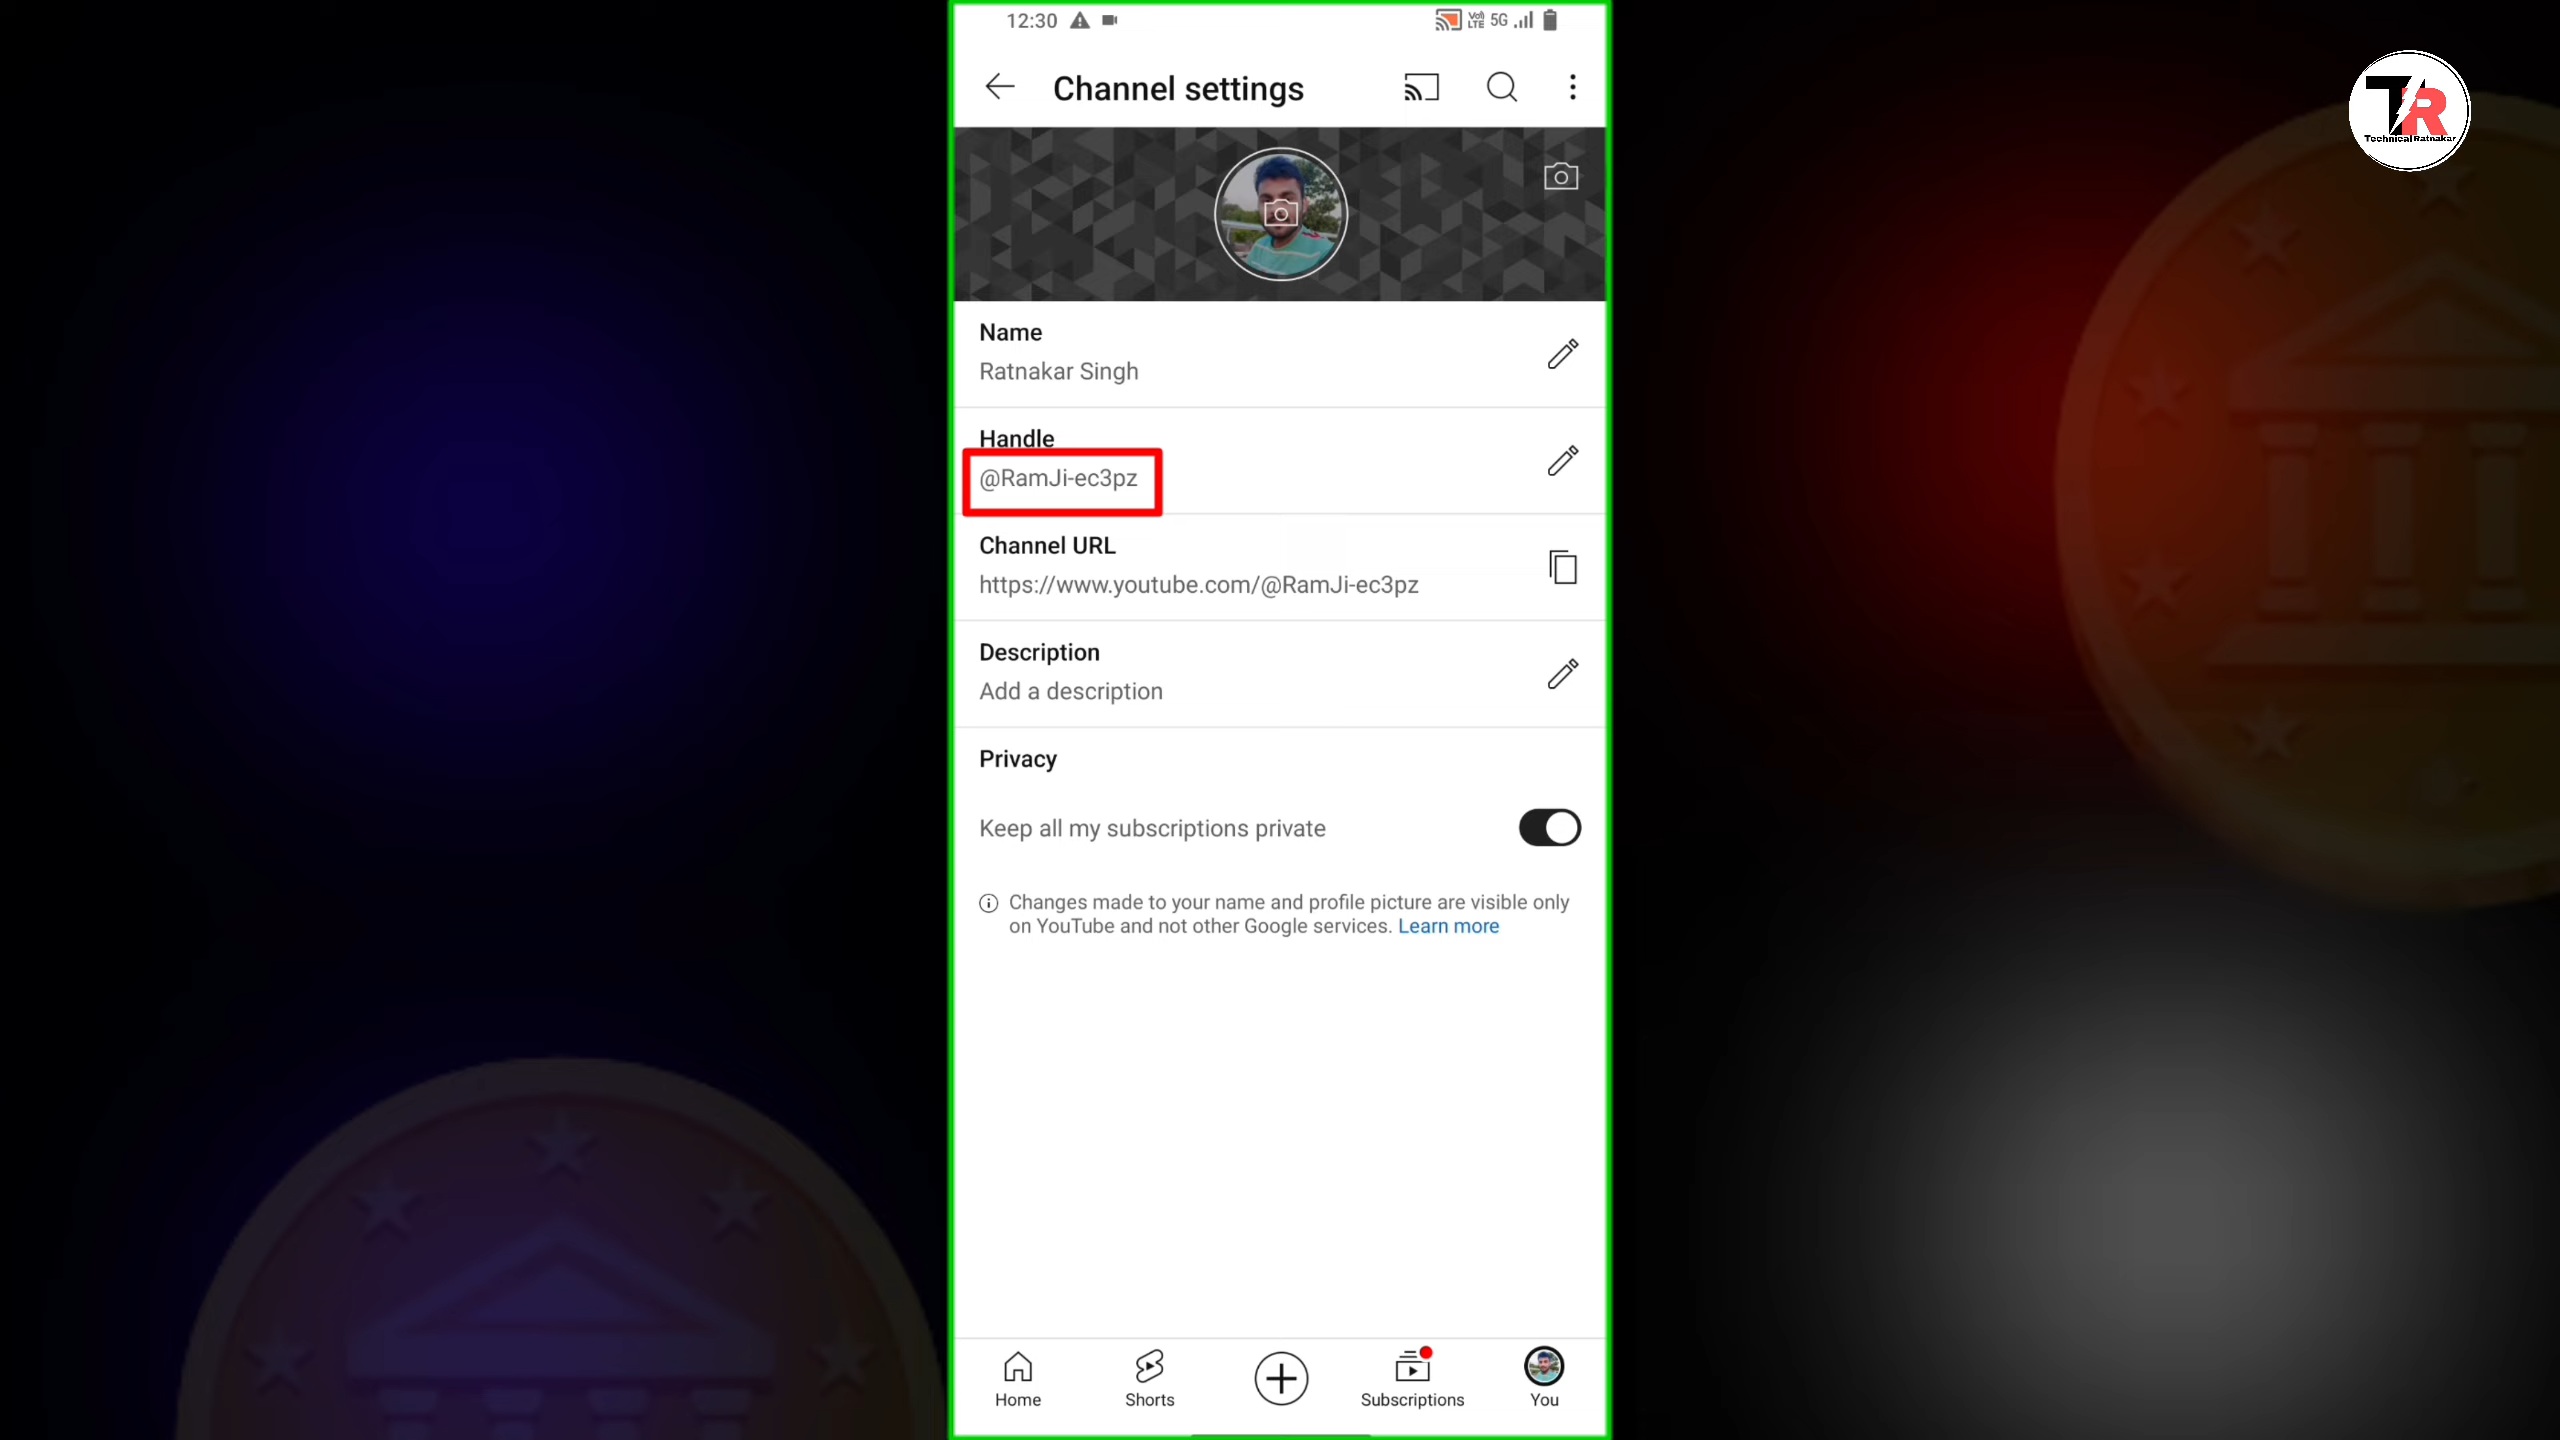 12:30
VoD LTE 5G
Channel settings
TR
Technical Ratnakar
Name
Ratnakar Singh
Handle
@RamJi-ec3pz
Channel URL
https://www.youtube.com/@RamJi-ec3pz
Description
Add a description
Privacy
Keep all my subscriptions private
Changes made to your name and profile picture are visible only
on YouTube and not other Google services. Learn more
Home
Shorts
Subscriptions
You